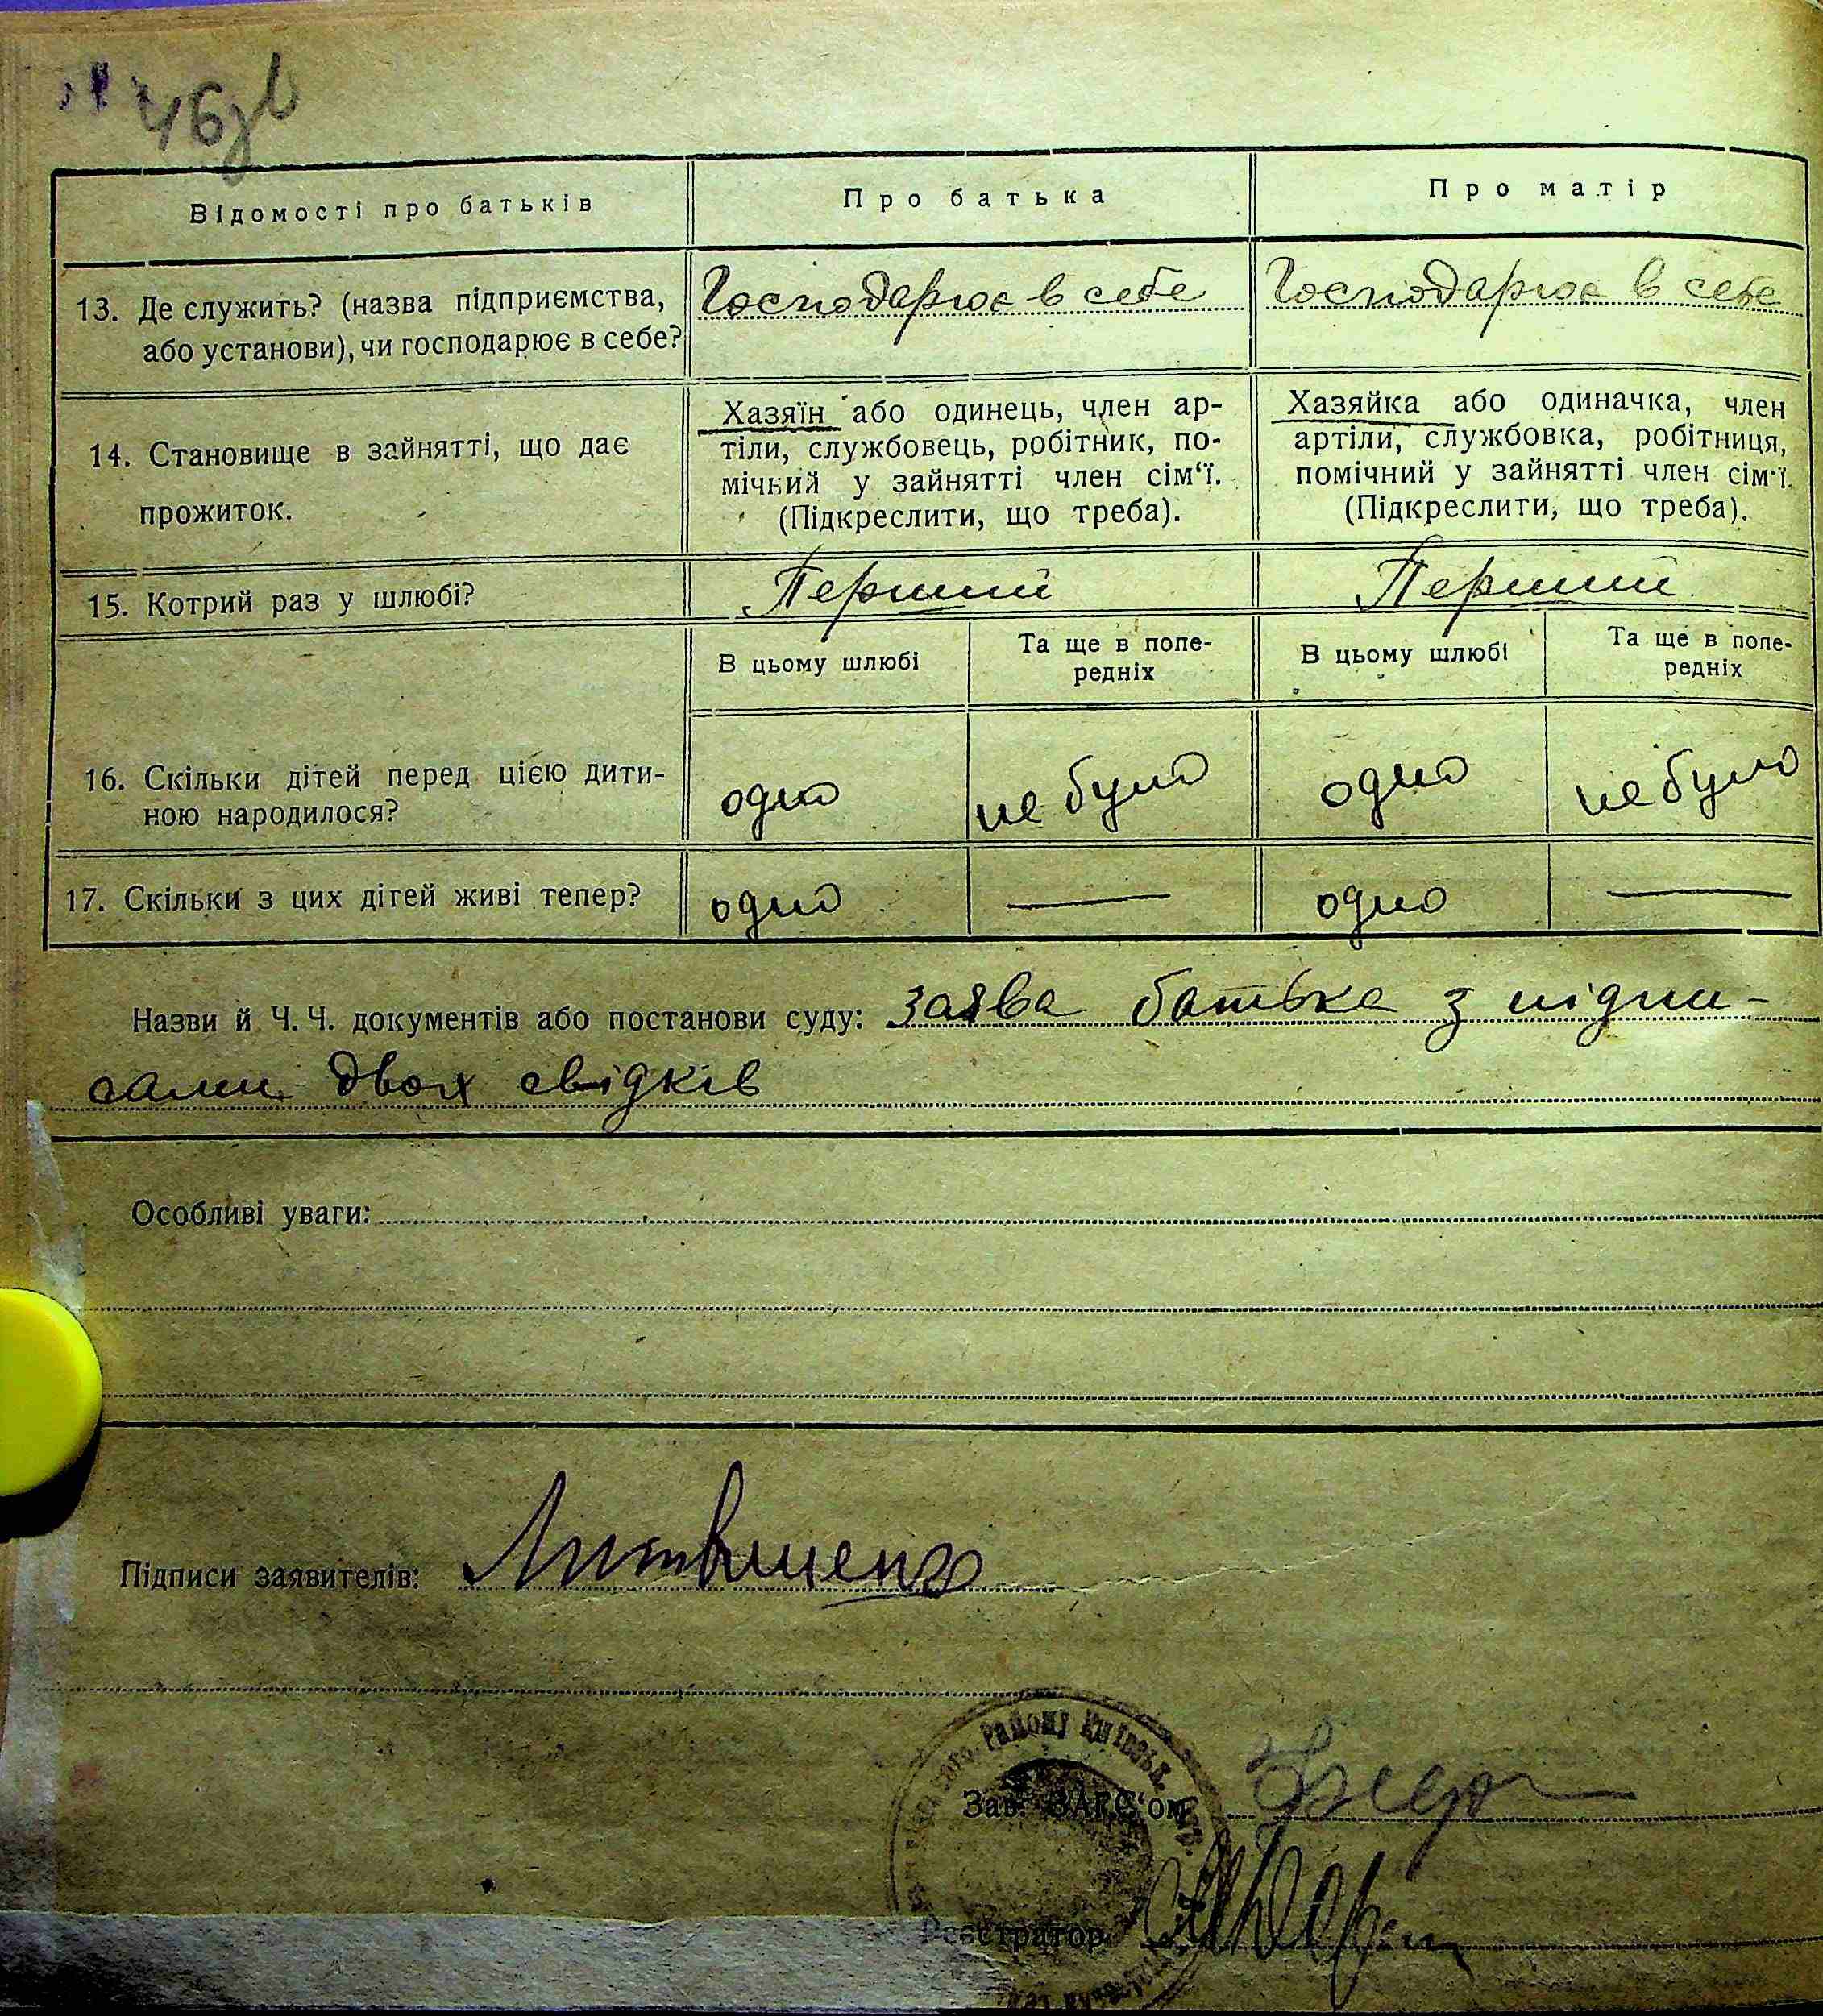 46зв
Відомості про батьків
Про батька
Про матір
13. Де служить? (назва підприємства,
або установи), чи господарює в себе?
Господарює в себе
Господарює в себе
14. Становище в зайнятті, що дає
прожиток.
Хазяїн або одинець, член ар-
тіли, службовець, робітник, по-
мічний у зайнятті член сім‘ї.
(Підкреслити, що треба).
Хазяйка або одиначка, член
артіли, службовка, робітниця,
помічний у зайнятті член сім‘ї.
(Підкреслити, що треба).
15. Котрий раз у шлюбі?
Перший
Перший
В цьому шлюбі
Та ще в попе-
редніх
В цьому шлюбі
Та ще в попе-
редніх
16. Скільки дітей перед цією дити-
ною народилося?
одно
не було
одно
не було
17. Скільки з цих дітей живі тепер?
одно
—
одно
—
Назви й Ч. Ч. документів або постанови суду: Заява батька з підпи-
сами двох свідків
Особливі уваги:
Підписи заявителів: Литвиненко
району Київськ. окр.
Зав. ЗАГС‘ом
Реєстратор